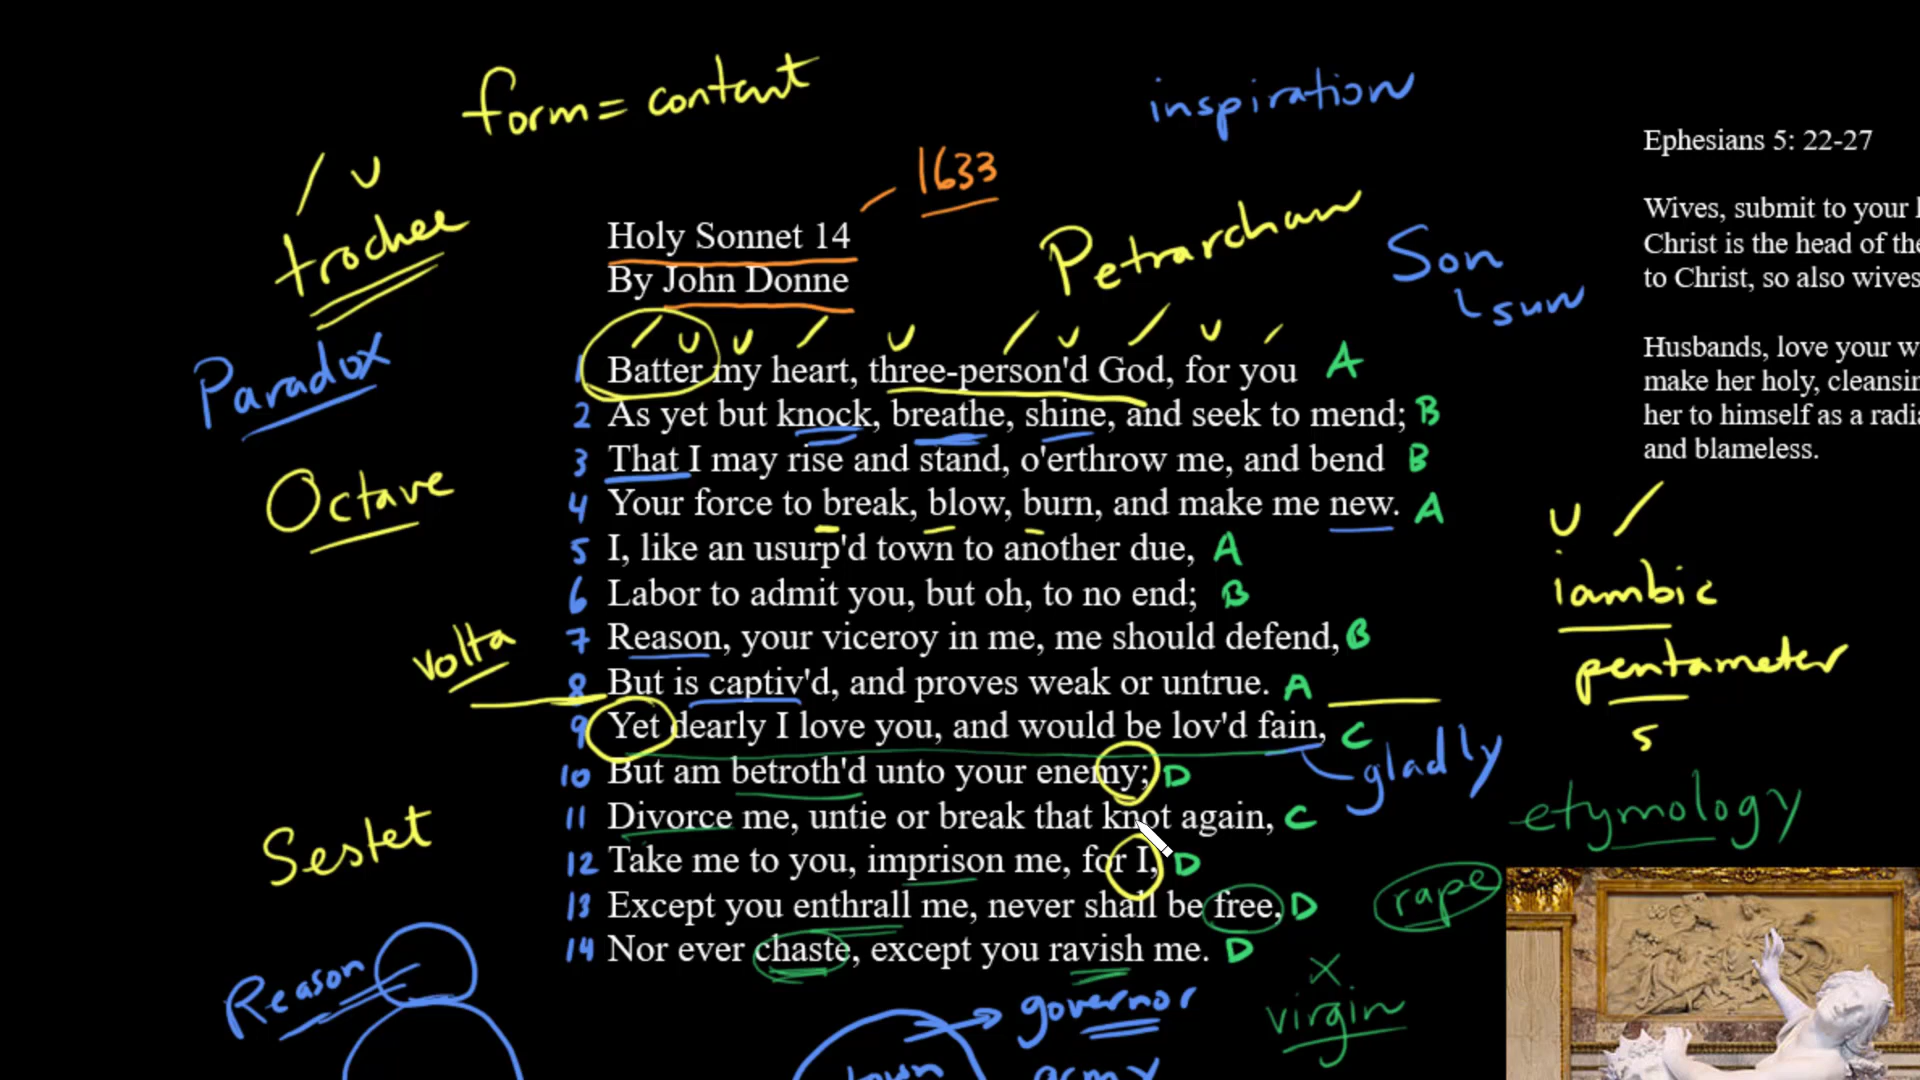 form = content
inspiration
1633
Ephesians 5: 22-27
/ ∪
trochee
Petrarchan
Wives, submit to your
Holy Sonnet 14
Son
Christ is the head of the
By John Donne
to Christ, so also wives
sun
/ ∪ ∪ / ∪ / ∪ / ∪ /
Paradox
Husbands, love your w
1 Batter my heart, three-person'd God, for you A
make her holy, cleansin
2 As yet but knock, breathe, shine, and seek to mend; B
her to himself as a radia
3 That I may rise and stand, o'erthrow me, and bend B
and blameless.
Octave
4 Your force to break, blow, burn, and make me new. A
∪ /
5 I, like an usurp'd town to another due, A
iambic
6 Labor to admit you, but oh, to no end; B
volta
7 Reason, your viceroy in me, me should defend, B
pentameter
8 But is captiv'd, and proves weak or untrue. A
9 Yet dearly I love you, and would be lov'd fain, C
5
gladly
10 But am betroth'd unto your enemy; D
11 Divorce me, untie or break that knot again, C
etymology
Sestet
12 Take me to you, imprison me, for I, D
rape
13 Except you enthrall me, never shall be free, D
14 Nor ever chaste, except you ravish me. D
x
Reason
governor
virgin
town
army